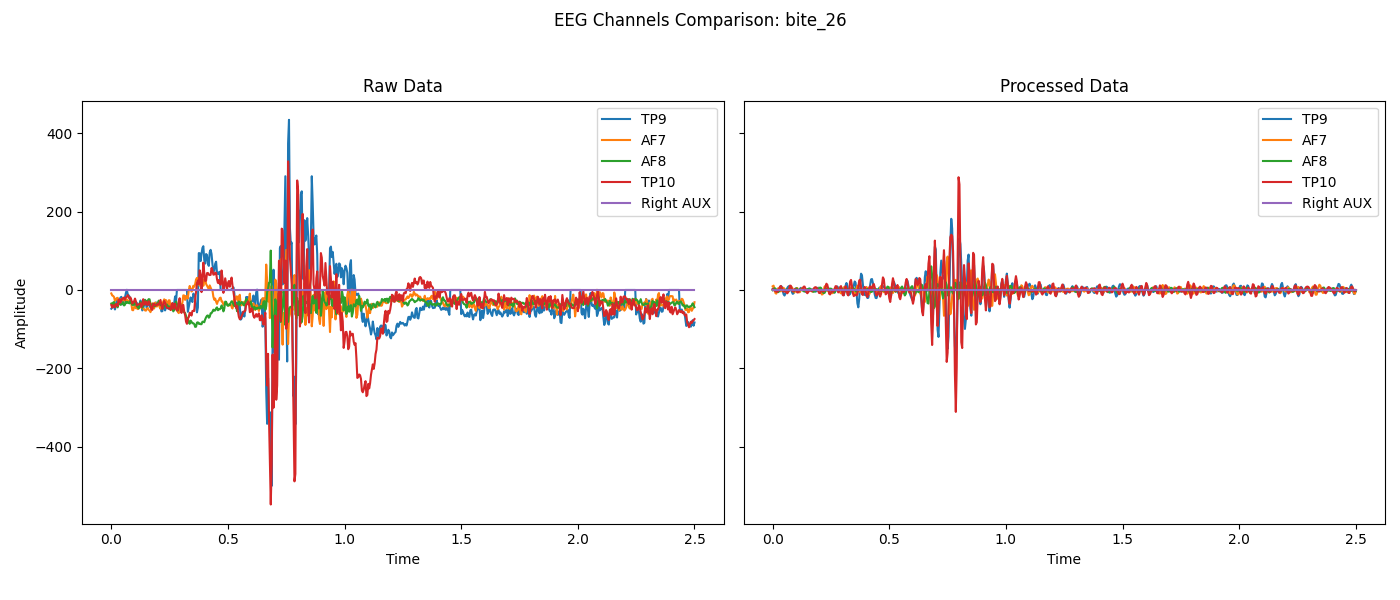 EEG Channels Comparison: bite_26
Raw Data
400
200
0
−200
−400
Amplitude
0.0 0.5 1.0 1.5 2.0 2.5
Time
TP9
AF7
AF8
TP10
Right AUX
Processed Data
TP9
AF7
AF8
TP10
Right AUX
0.0 0.5 1.0 1.5 2.0 2.5
Time